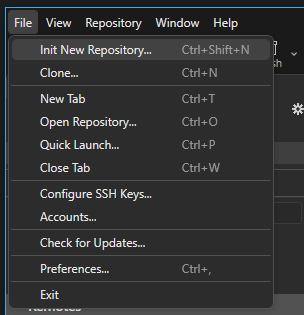 File View Repository Window Help
Init New Repository... Ctrl+Shift+N
Clone... Ctrl+N
New Tab Ctrl+T
Open Repository... Ctrl+O
Quick Launch... Ctrl+P
Close Tab Ctrl+W
Configure SSH Keys...
Accounts...
Check for Updates...
Preferences... Ctrl+,
Exit